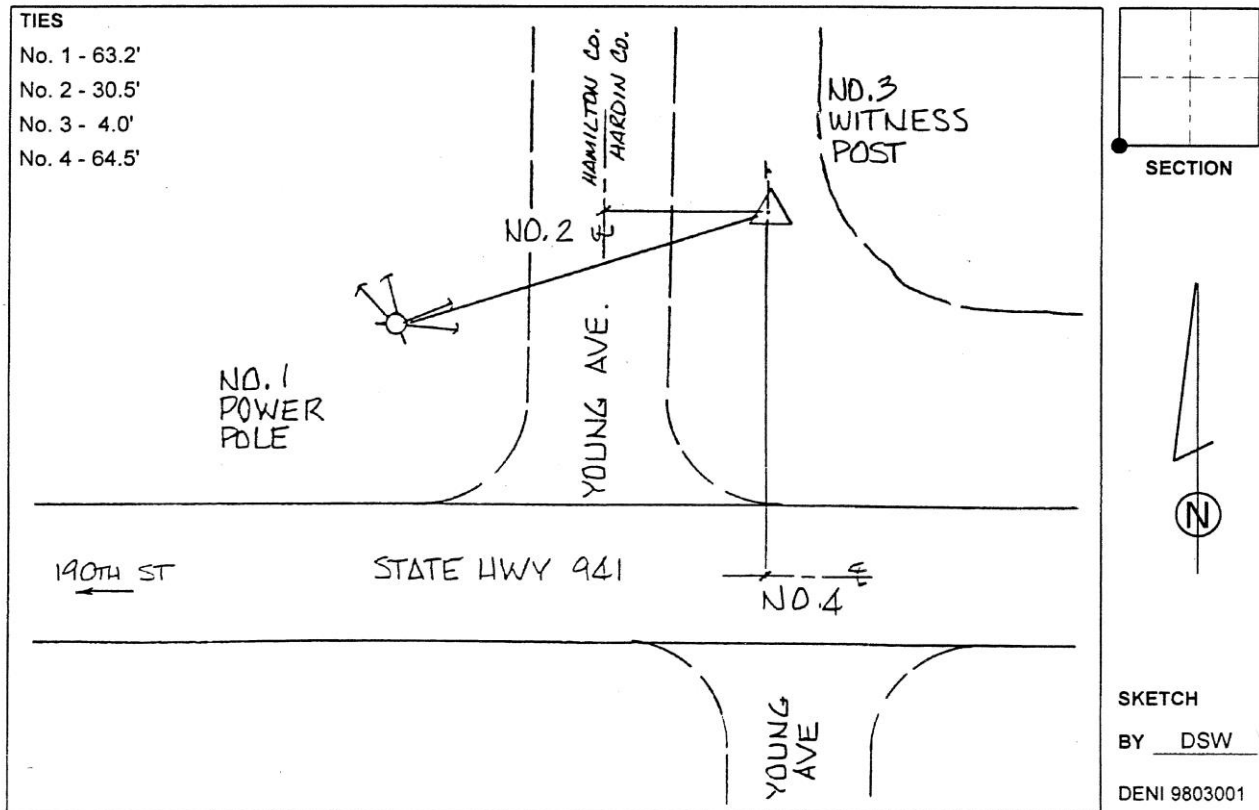 TIES
No. 1 - 63.2'
No. 2 - 30.5'
No. 3 - 4.0'
No. 4 - 64.5'
HAMILTON CO.
HARDIN CO.
NO.3
WITNESS
POST
SECTION
NO.2
℄
NO.1
POWER
POLE
YOUNG AVE.
N
190TH ST
STATE HWY 941
℄
NO.4
YOUNG
AVE
SKETCH
BY DSW
DENI 9803001